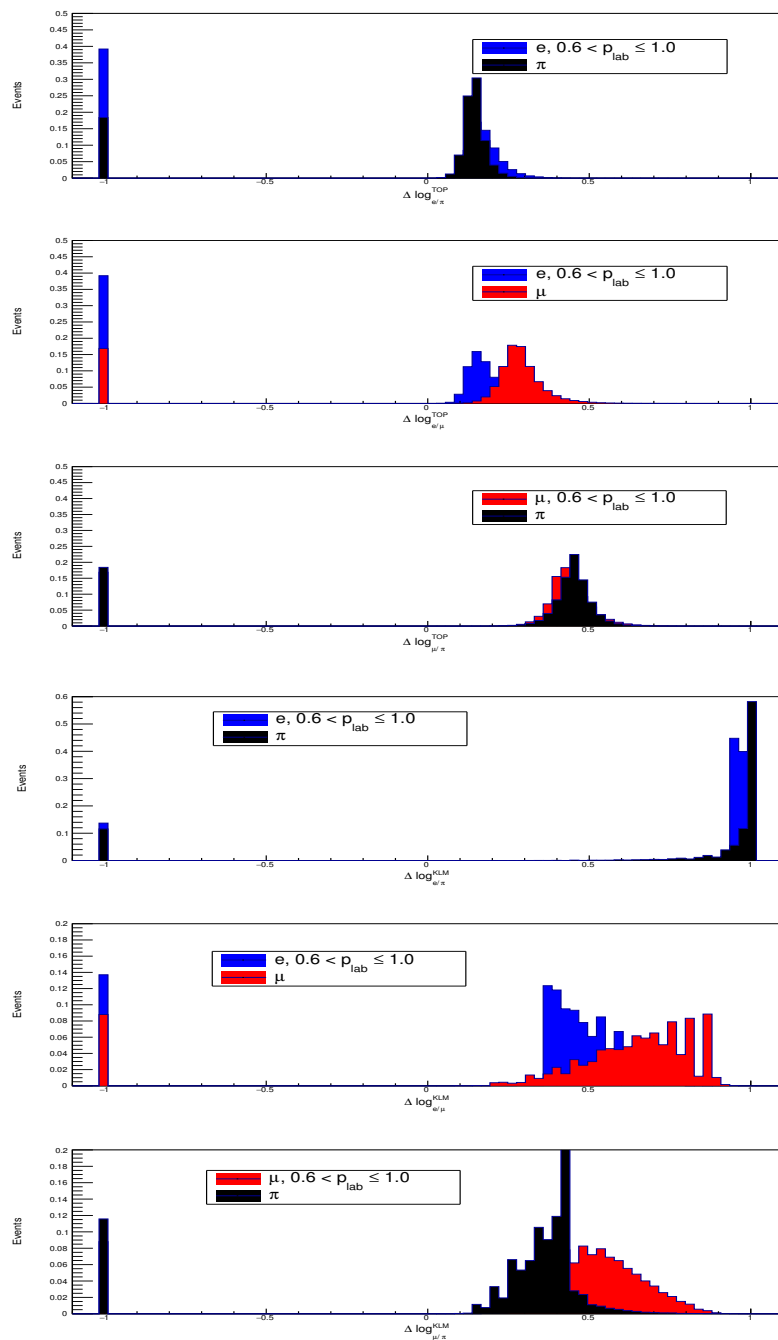 0.5
0.45
0.4
0.35
0.3
0.25
0.2
0.15
0.1
0.05
0
Events
e, 0.6 < p_lab ≤ 1.0
π
−1 −0.5 0 0.5 1
Δ log^TOP_e/π
0.5
0.45
0.4
0.35
0.3
0.25
0.2
0.15
0.1
0.05
0
Events
e, 0.6 < p_lab ≤ 1.0
μ
−1 −0.5 0 0.5 1
Δ log^TOP_e/μ
0.5
0.45
0.4
0.35
0.3
0.25
0.2
0.15
0.1
0.05
0
Events
μ, 0.6 < p_lab ≤ 1.0
π
−1 −0.5 0 0.5 1
Δ log^TOP_μ/π
0.6
0.5
0.4
0.3
0.2
0.1
0
Events
e, 0.6 < p_lab ≤ 1.0
π
−1 −0.5 0 0.5 1
Δ log^KLM_e/π
0.2
0.18
0.16
0.14
0.12
0.1
0.08
0.06
0.04
0.02
0
Events
e, 0.6 < p_lab ≤ 1.0
μ
−1 −0.5 0 0.5 1
Δ log^KLM_e/μ
0.2
0.18
0.16
0.14
0.12
0.1
0.08
0.06
0.04
0.02
0
Events
μ, 0.6 < p_lab ≤ 1.0
π
−1 −0.5 0 0.5 1
Δ log^KLM_μ/π